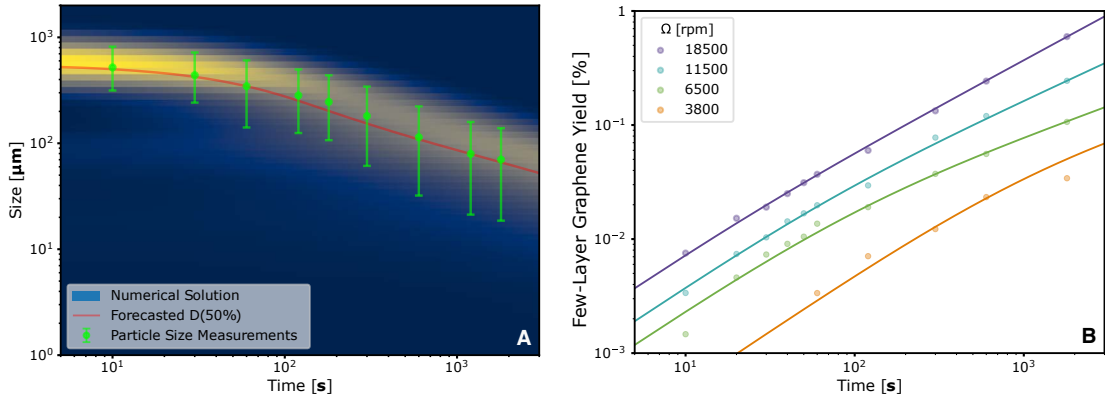 10³
10²
10¹
10⁰
Size [μm]
10¹
10²
10³
Time [s]
Numerical Solution
Forecasted D(50%)
Particle Size Measurements
A
1
10⁻¹
10⁻²
10⁻³
Few-Layer Graphene Yield [%]
Ω [rpm]
18500
11500
6500
3800
10¹
10²
10³
Time [s]
B